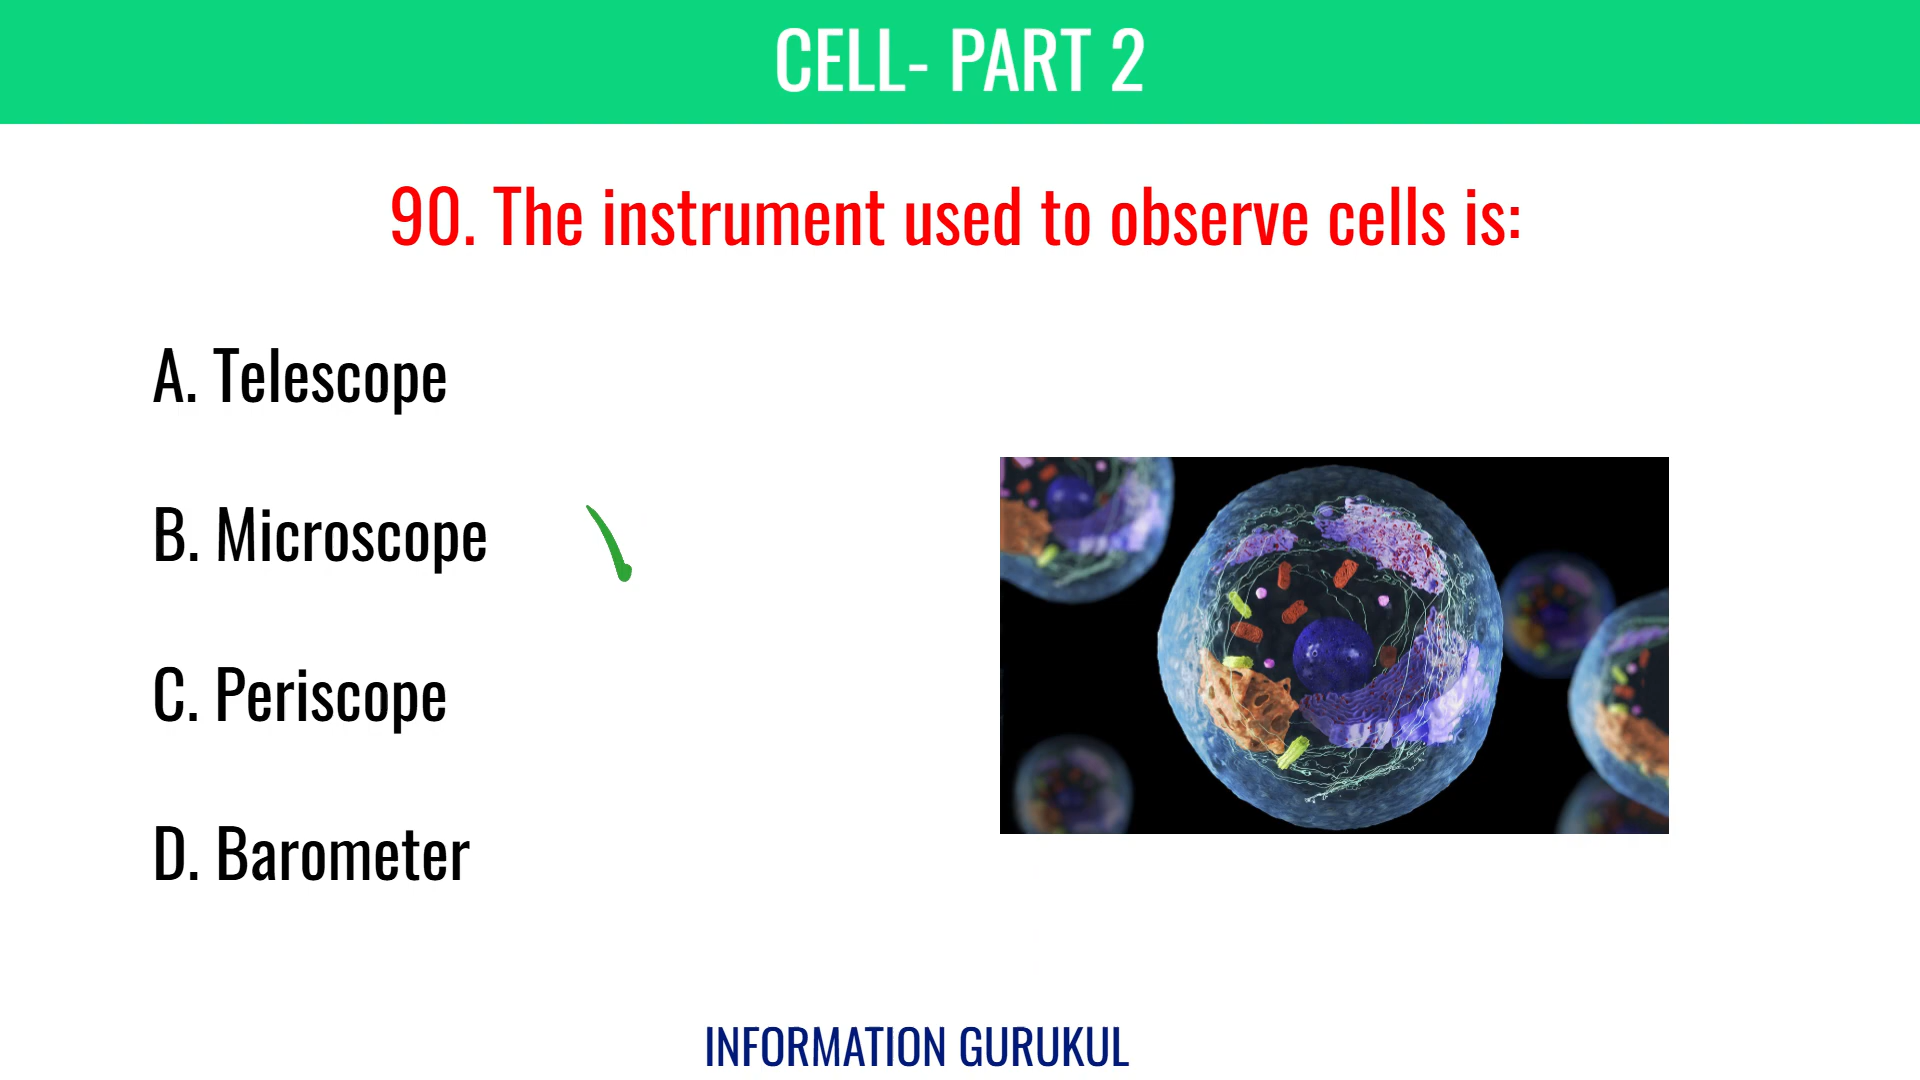 CELL- PART 2
90. The instrument used to observe cells is:
A. Telescope
B. Microscope
C. Periscope
D. Barometer
INFORMATION GURUKUL